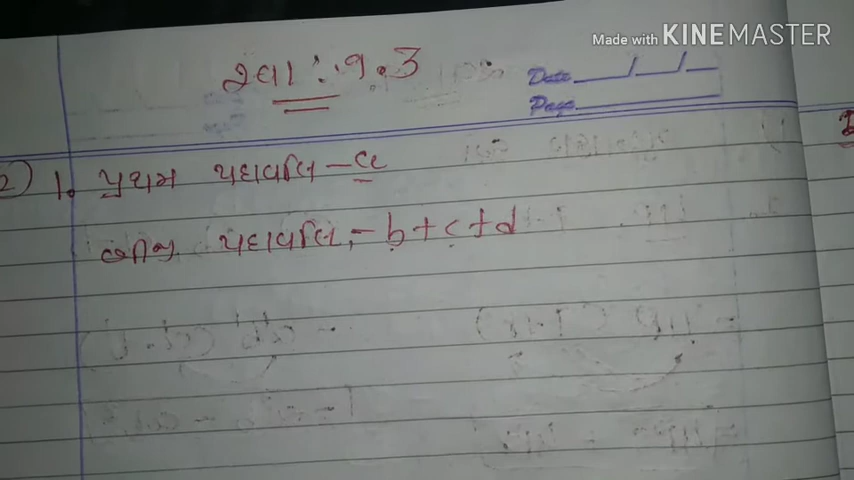 Made with KINEMASTER
સ્વા :. ૧.૩
Date
Page
2) 1. પ્રથમ પદાવલિ - a
બીજી પદાવલિ - b + c + d